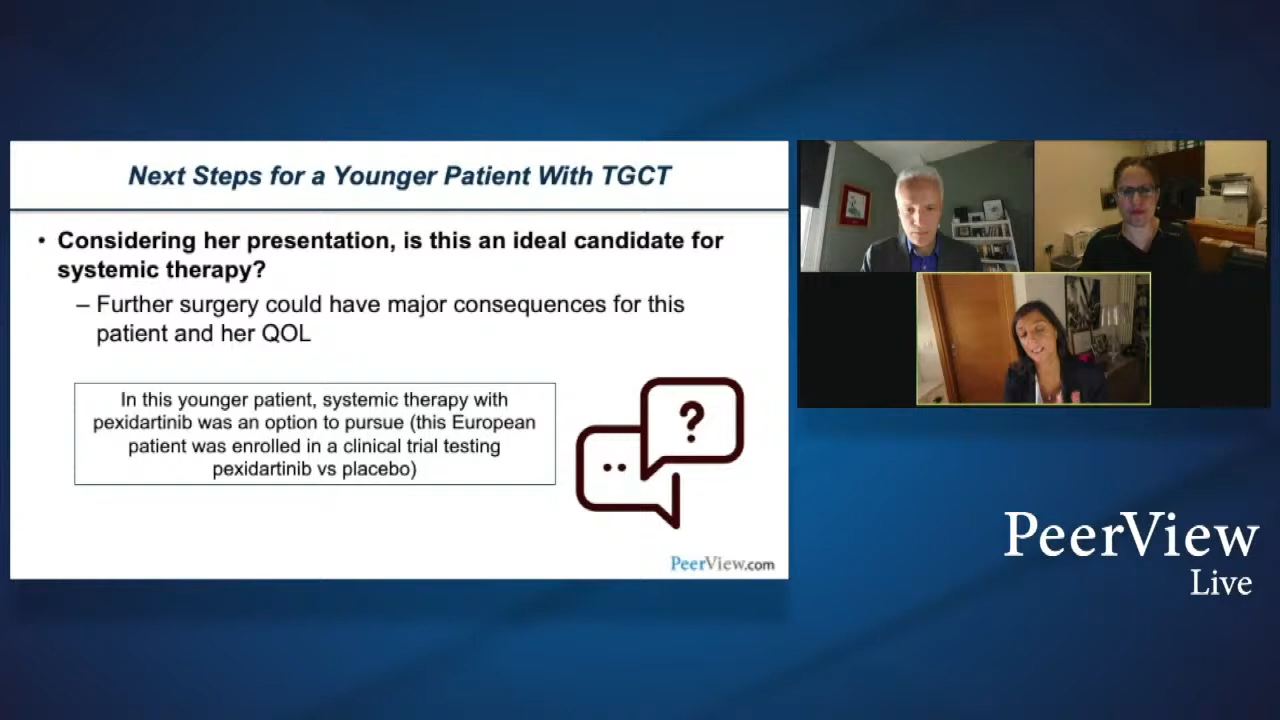 Next Steps for a Younger Patient With TGCT
• Considering her presentation, is this an ideal candidate for
systemic therapy?
– Further surgery could have major consequences for this
patient and her QOL
In this younger patient, systemic therapy with
pexidartinib was an option to pursue (this European
patient was enrolled in a clinical trial testing
pexidartinib vs placebo)
?
PeerView.com
PeerView
Live